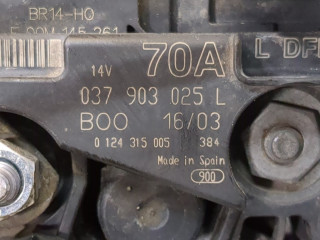 BR14-HO
14V 70A L DF
037 903 025 L
BOO 16/03
0 124 315 005 384
Made in Spain
900